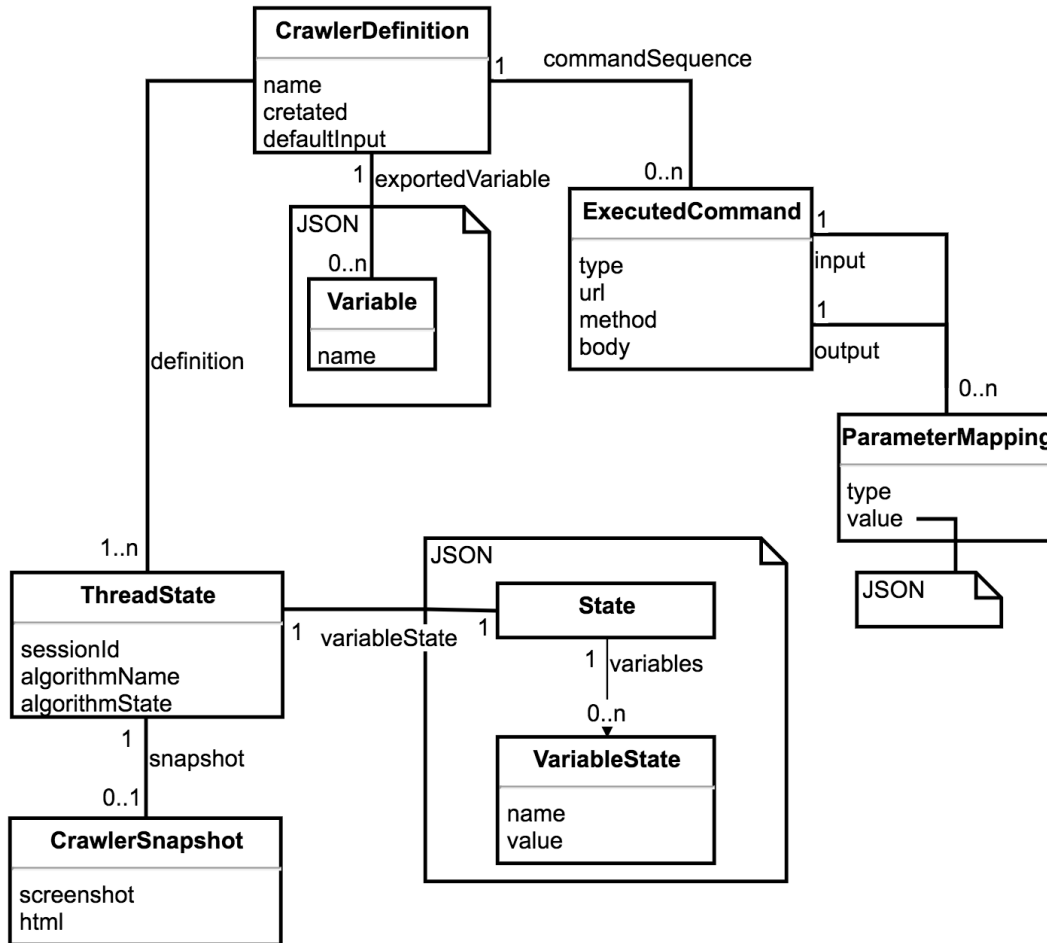 CrawlerDefinition
name
cretated
defaultInput
1
commandSequence
1
exportedVariable
0..n
JSON
0..n
Variable
name
ExecutedCommand
type
url
method
body
1
input
1
output
definition
0..n
ParameterMapping
type
value
JSON
1..n
ThreadState
sessionId
algorithmName
algorithmState
1
variableState
1
JSON
State
1
variables
0..n
VariableState
name
value
1
snapshot
0..1
CrawlerSnapshot
screenshot
html